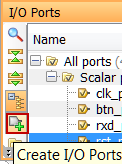 I/O Ports
Name
All ports (
Scalar p
clk_p
btn_
rxd_
Create I/O Ports